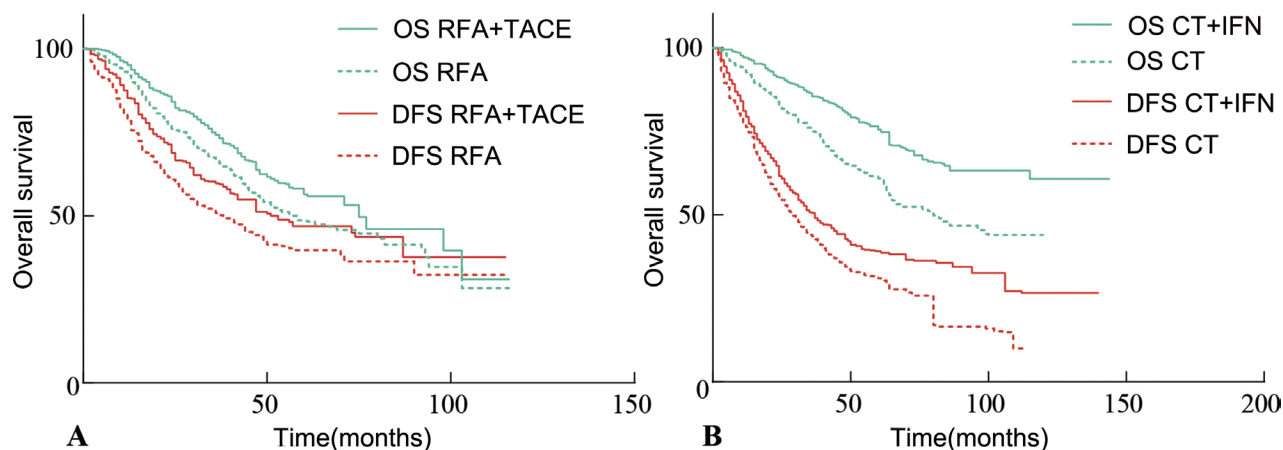 OS RFA+TACE
OS RFA
DFS RFA+TACE
DFS RFA
Overall survival
100
50
0
50
100
150
Time(months)
A
OS CT+IFN
OS CT
DFS CT+IFN
DFS CT
Overall survival
100
50
0
50
100
150
200
Time(months)
B